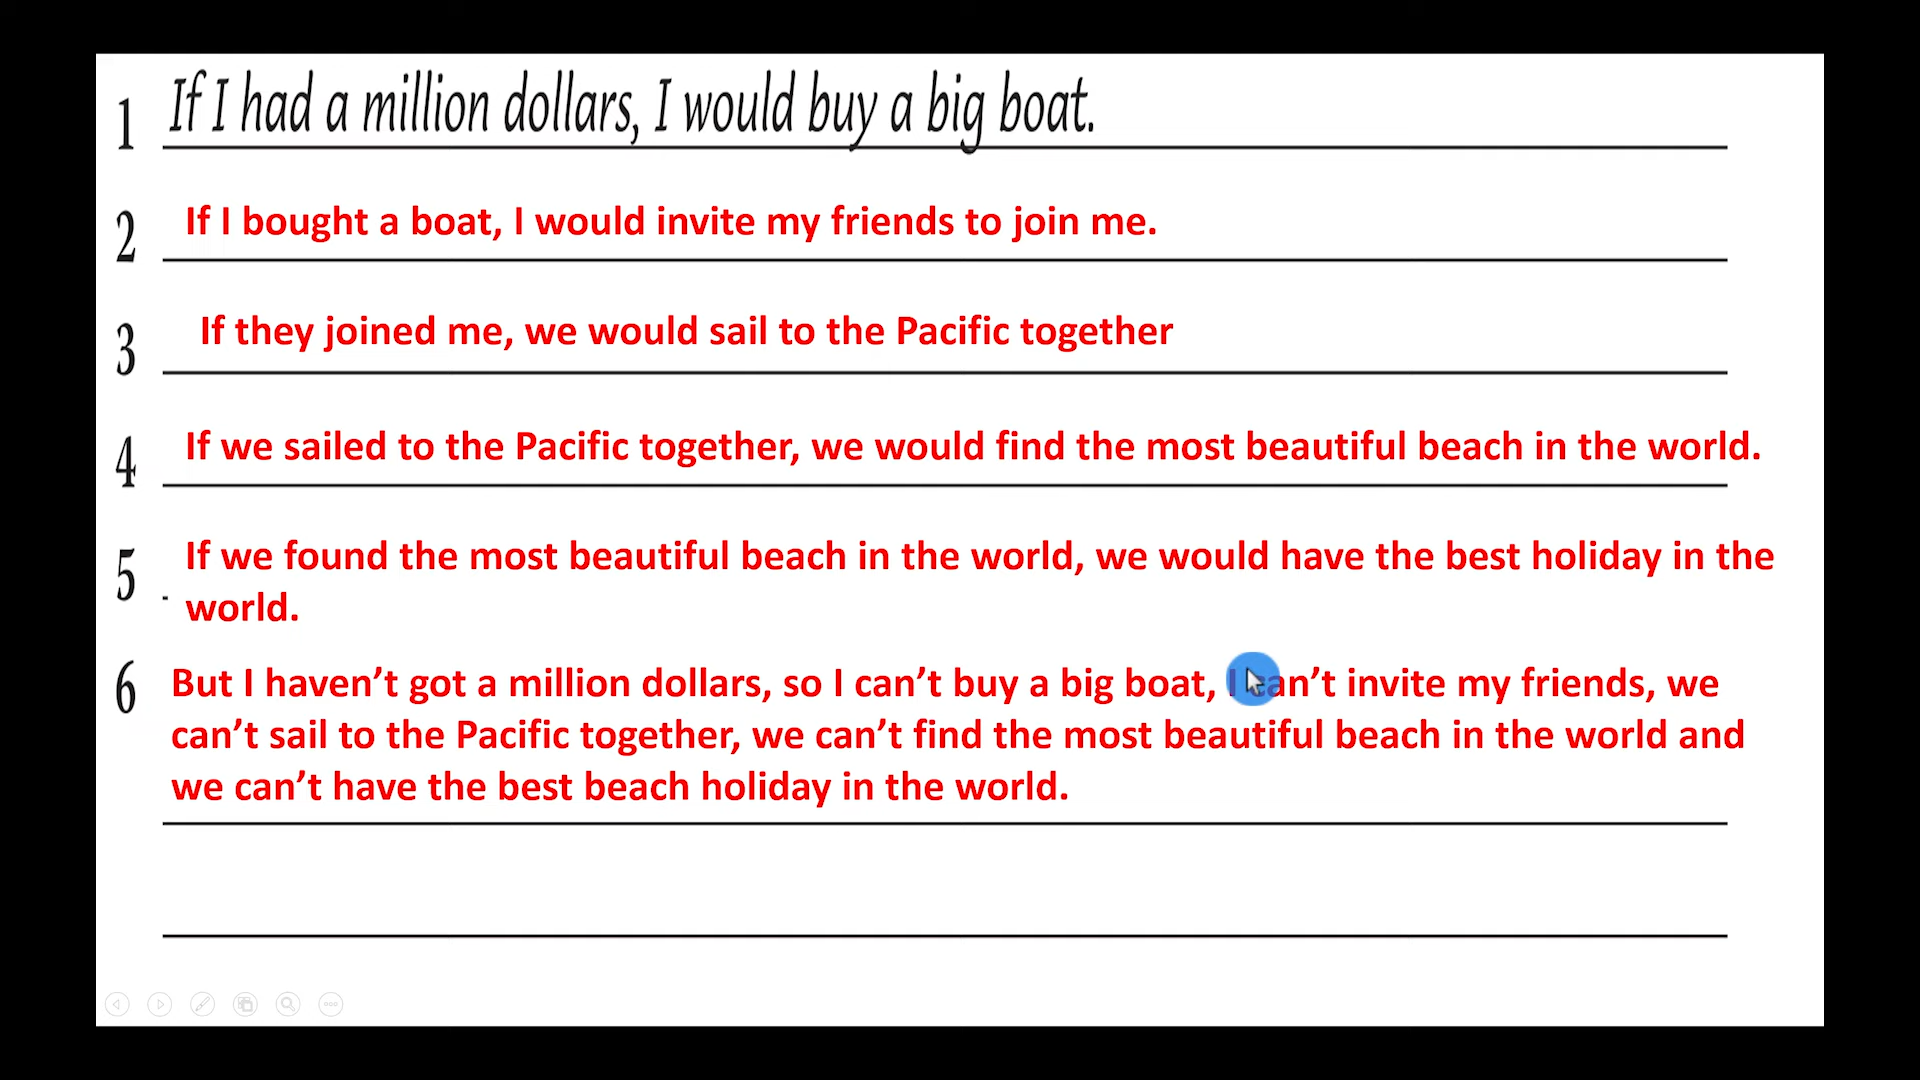 1 If I had a million dollars, I would buy a big boat.
2 If I bought a boat, I would invite my friends to join me.
3 If they joined me, we would sail to the Pacific together
4 If we sailed to the Pacific together, we would find the most beautiful beach in the world.
5 If we found the most beautiful beach in the world, we would have the best holiday in the
world.
6 But I haven’t got a million dollars, so I can’t buy a big boat, I can’t invite my friends, we
can’t sail to the Pacific together, we can’t find the most beautiful beach in the world and
we can’t have the best beach holiday in the world.